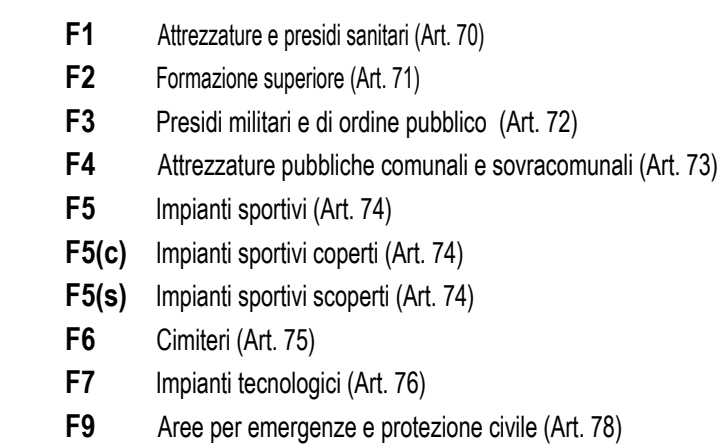 F1 Attrezzature e presidi sanitari (Art. 70)
F2 Formazione superiore (Art. 71)
F3 Presidi militari e di ordine pubblico (Art. 72)
F4 Attrezzature pubbliche comunali e sovracomunali (Art. 73)
F5 Impianti sportivi (Art. 74)
F5(c) Impianti sportivi coperti (Art. 74)
F5(s) Impianti sportivi scoperti (Art. 74)
F6 Cimiteri (Art. 75)
F7 Impianti tecnologici (Art. 76)
F9 Aree per emergenze e protezione civile (Art. 78)